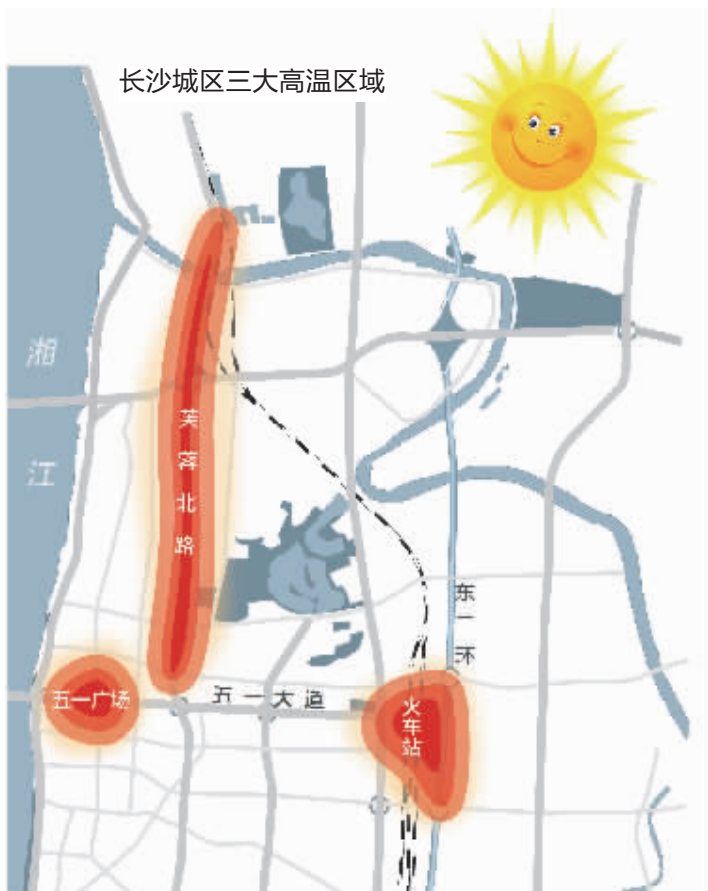 长沙城区三大高温区域
湘江
芙蓉北路
东一环
五一广场
五一大道
火车站